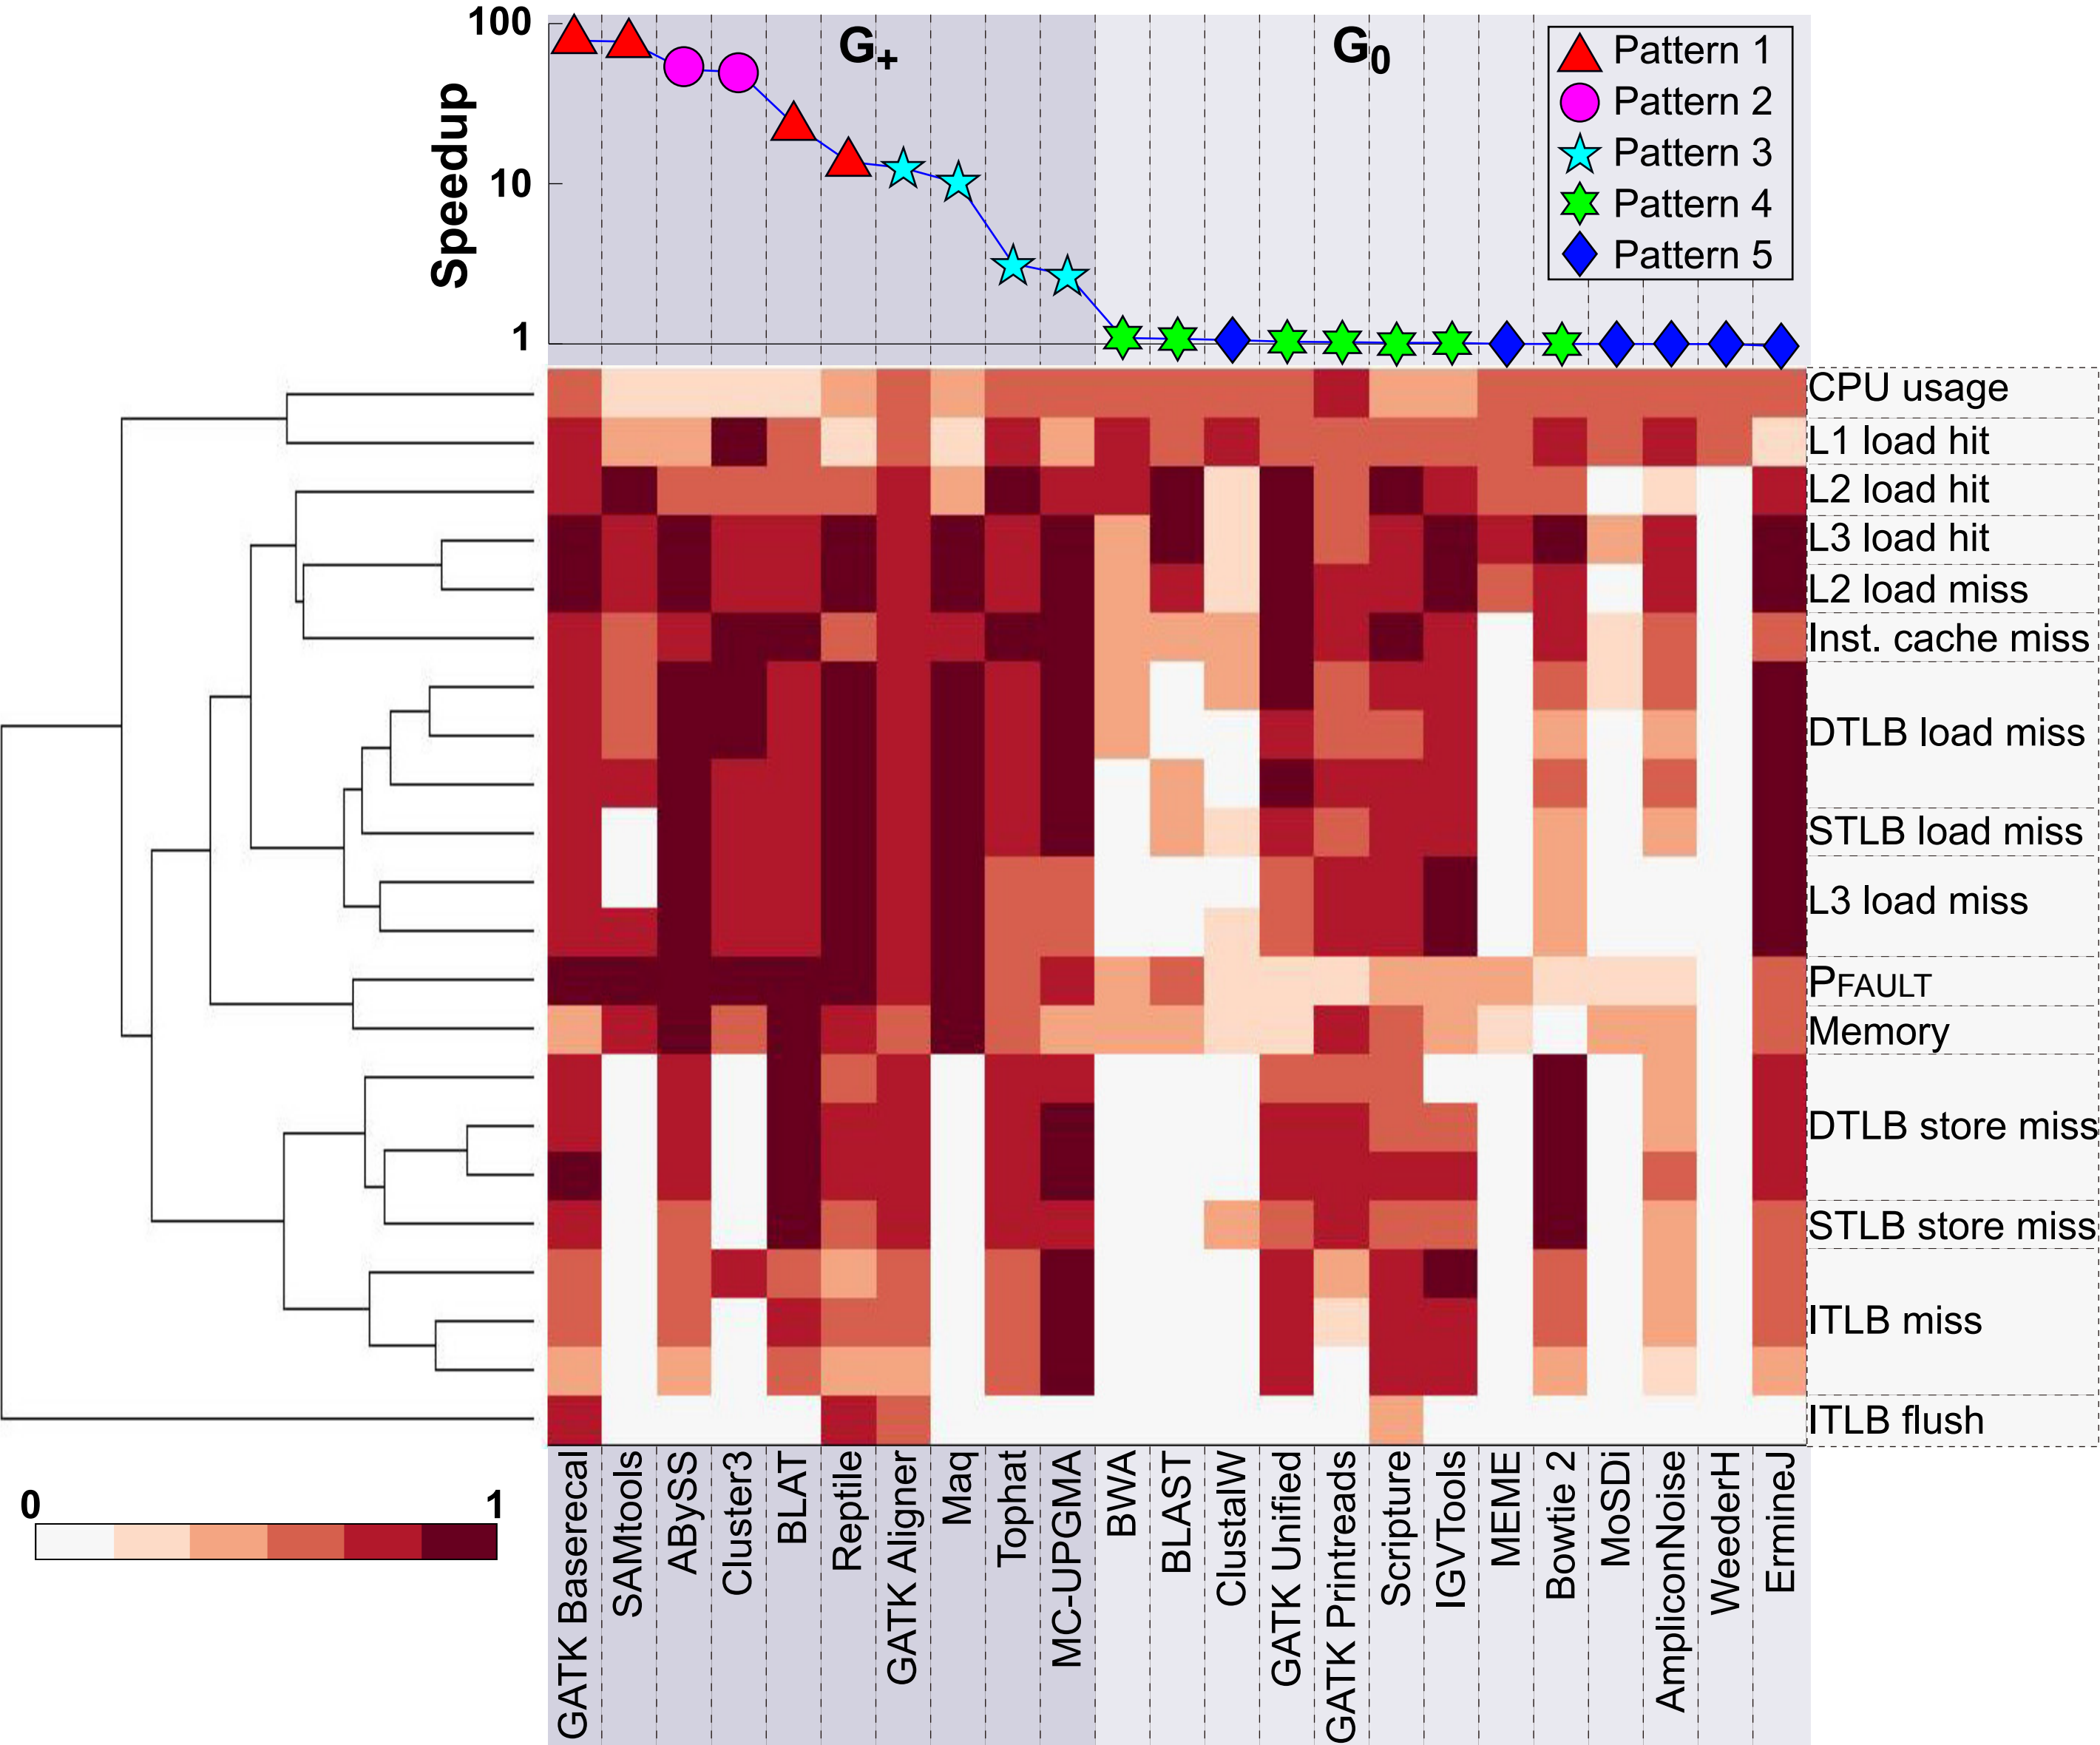 100
10
1
Speedup
G+
G0
Pattern 1
Pattern 2
Pattern 3
Pattern 4
Pattern 5
CPU usage
L1 load hit
L2 load hit
L3 load hit
L2 load miss
Inst. cache miss
DTLB load miss
STLB load miss
L3 load miss
PFAULT
Memory
DTLB store miss
STLB store miss
ITLB miss
ITLB flush
0 1
GATK Baserecal
SAMtools
ABySS
Cluster3
BLAT
Reptile
GATK Aligner
Maq
Tophat
MC-UPGMA
BWA
BLAST
ClustalW
GATK Unified
GATK Printreads
Scripture
IGVTools
MEME
Bowtie 2
MoSDi
AmpliconNoise
WeederH
ErmineJ